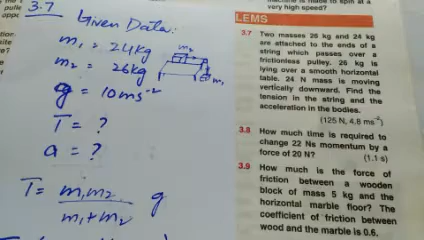 3.7
Given Data:
m₁ = 24kg
m₂ = 26kg
g = 10ms⁻²
T = ?
a = ?
T = m₁m₂ / m₁+m₂ g
m₂
m₁
very high speed?
LEMS
3.7 Two masses 26 kg and 24 kg
are attached to the ends of a
string which passes over a
frictionless pulley. 26 kg is
lying over a smooth horizontal
table. 24 N mass is moving
vertically downward. Find the
tension in the string and the
acceleration in the bodies.
(125 N, 4.8 ms⁻²)
3.8 How much time is required to
change 22 Ns momentum by a
force of 20N? (1.1 s)
3.9 How much is the force of
friction between a wooden
block of mass 5 kg and the
horizontal marble floor? The
coefficient of friction between
wood and the marble is 0.6.